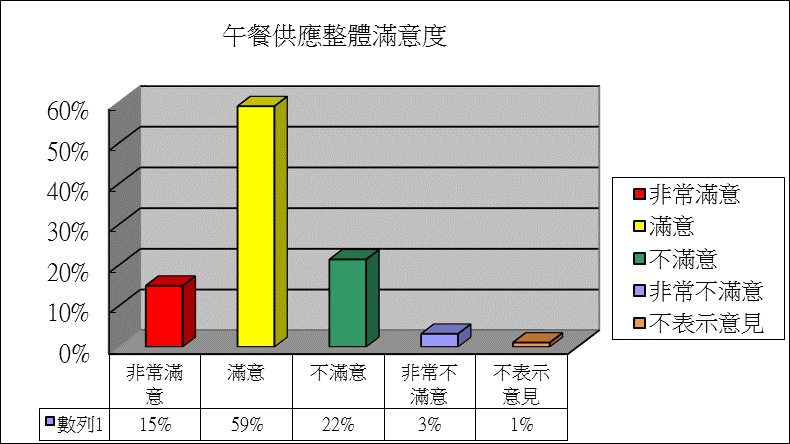 午餐供應整體滿意度
60%
50%
40%
30%
20%
10%
0%
非常滿意
滿意
不滿意
非常不滿意
不表示意見
非常滿
意
滿意
不滿意
非常不
滿意
不表示
意見
數列1 15% 59% 22% 3% 1%